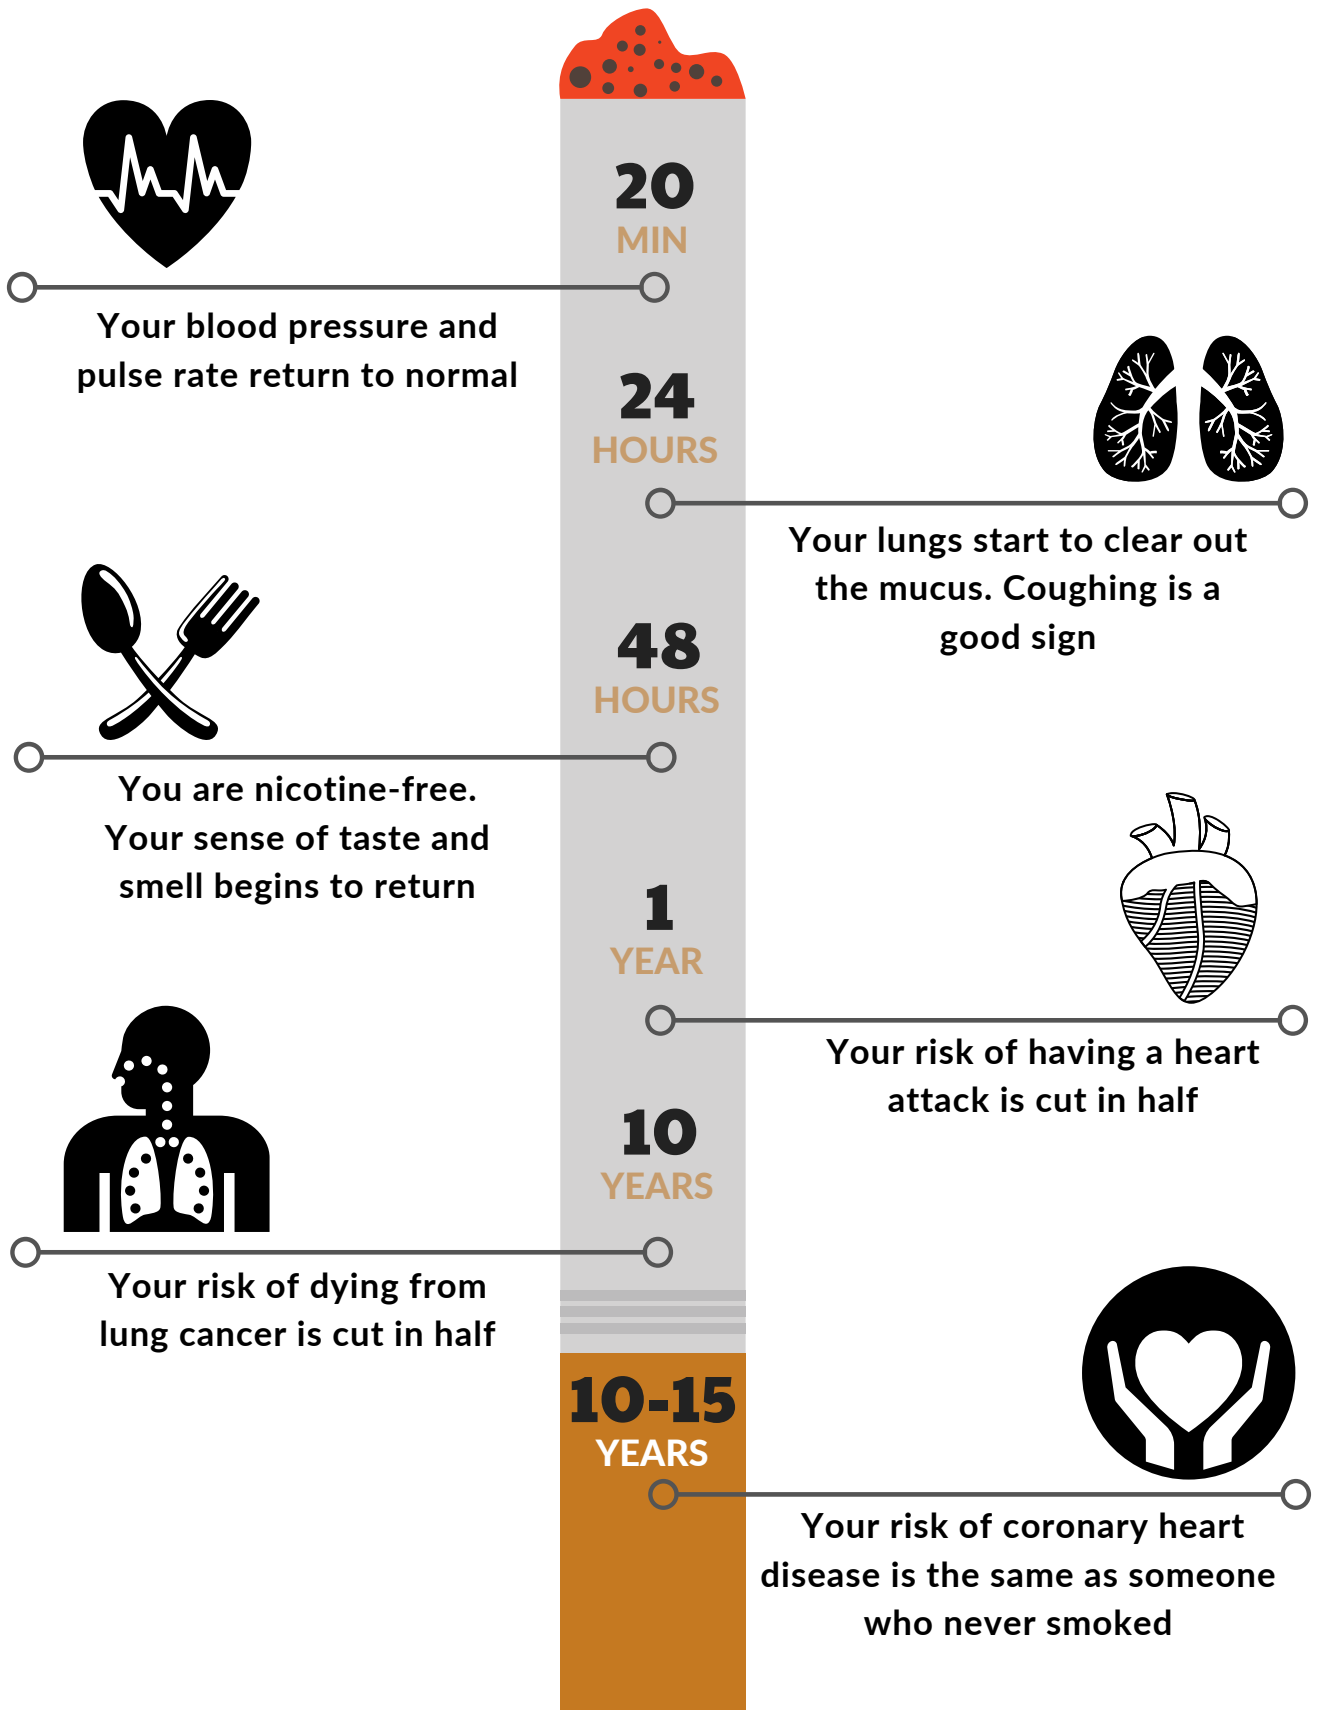 20
MIN
Your blood pressure and
pulse rate return to normal
24
HOURS
Your lungs start to clear out
the mucus. Coughing is a
good sign
48
HOURS
You are nicotine-free.
Your sense of taste and
smell begins to return
1
YEAR
Your risk of having a heart
attack is cut in half
10
YEARS
Your risk of dying from
lung cancer is cut in half
10-15
YEARS
Your risk of coronary heart
disease is the same as someone
who never smoked